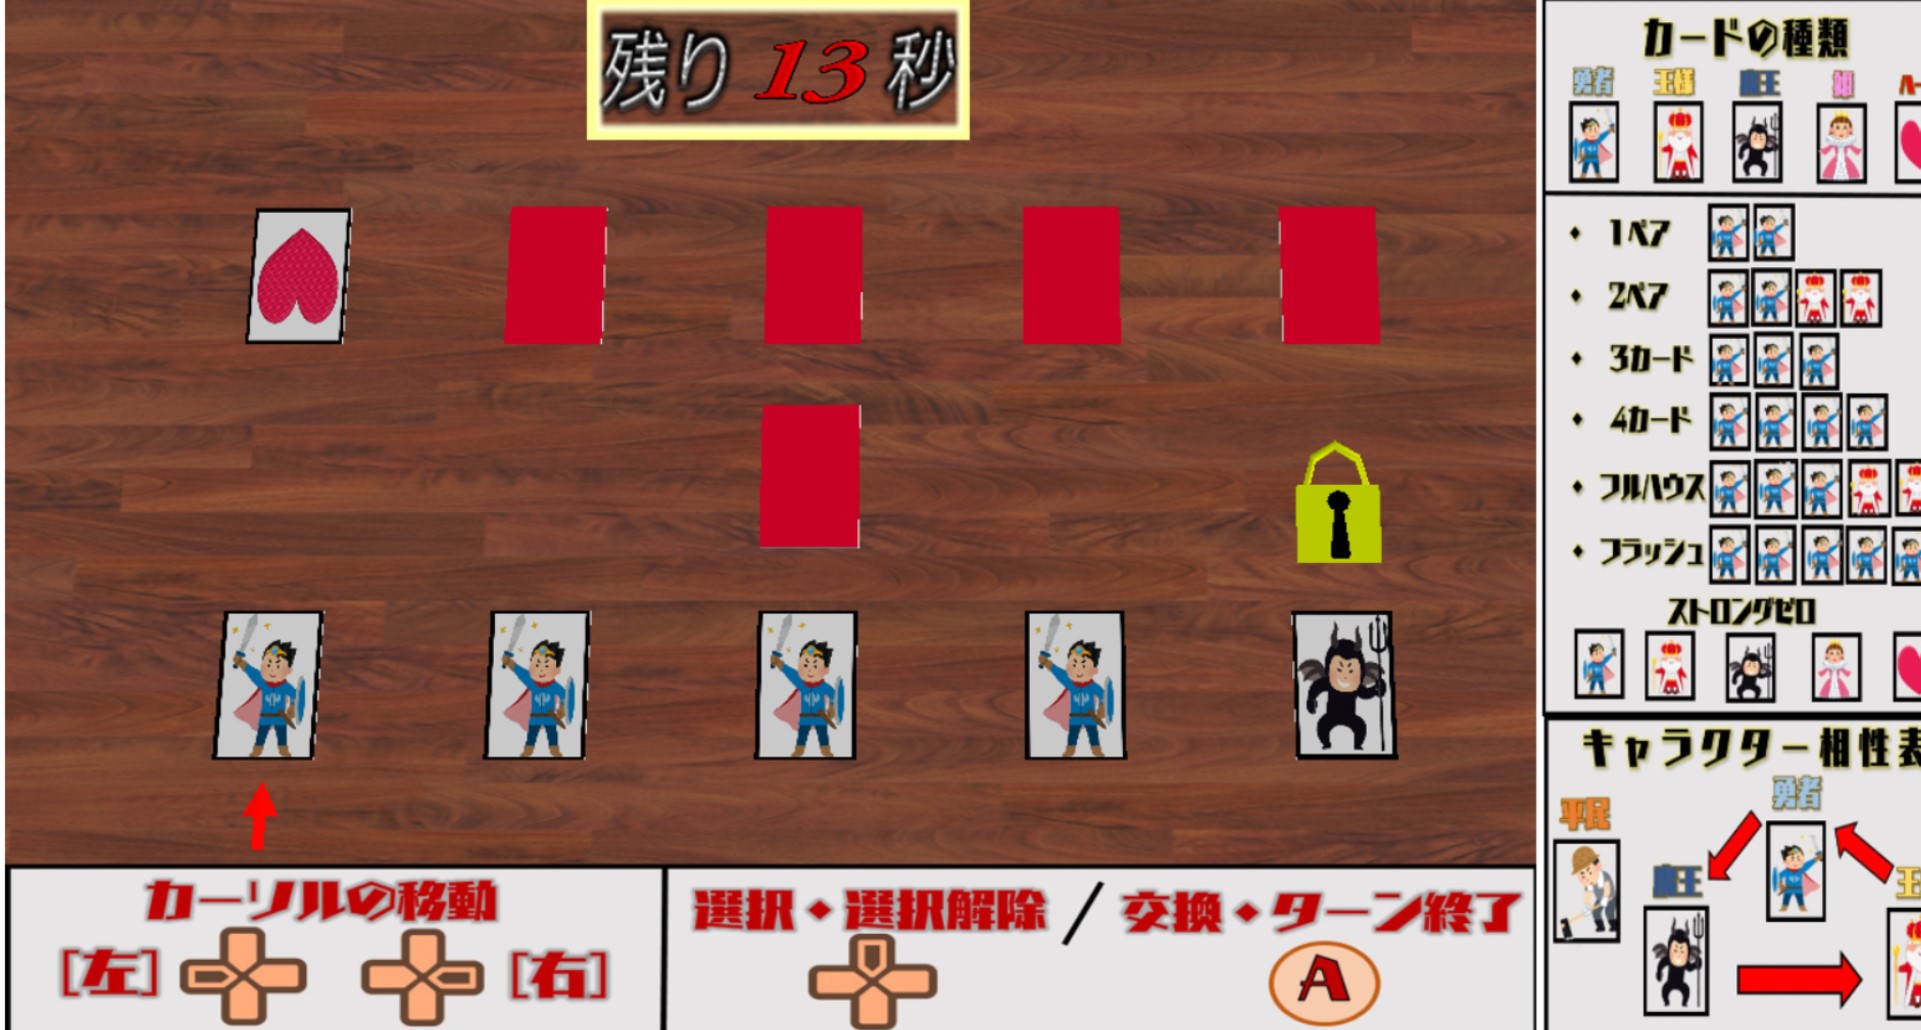 残り 13 秒
カードの種類
勇者 王様 魔王 姫
・ 1ペア
・ 2ペア
・ 3カード
・ 4カード
・ フルハウス
・ フラッシュ
ストロングゼロ
キャラクター相性表
勇者
平民
魔王
王
カーソルの移動
[左] [右]
選択・選択解除 / 交換・ターン終了
A